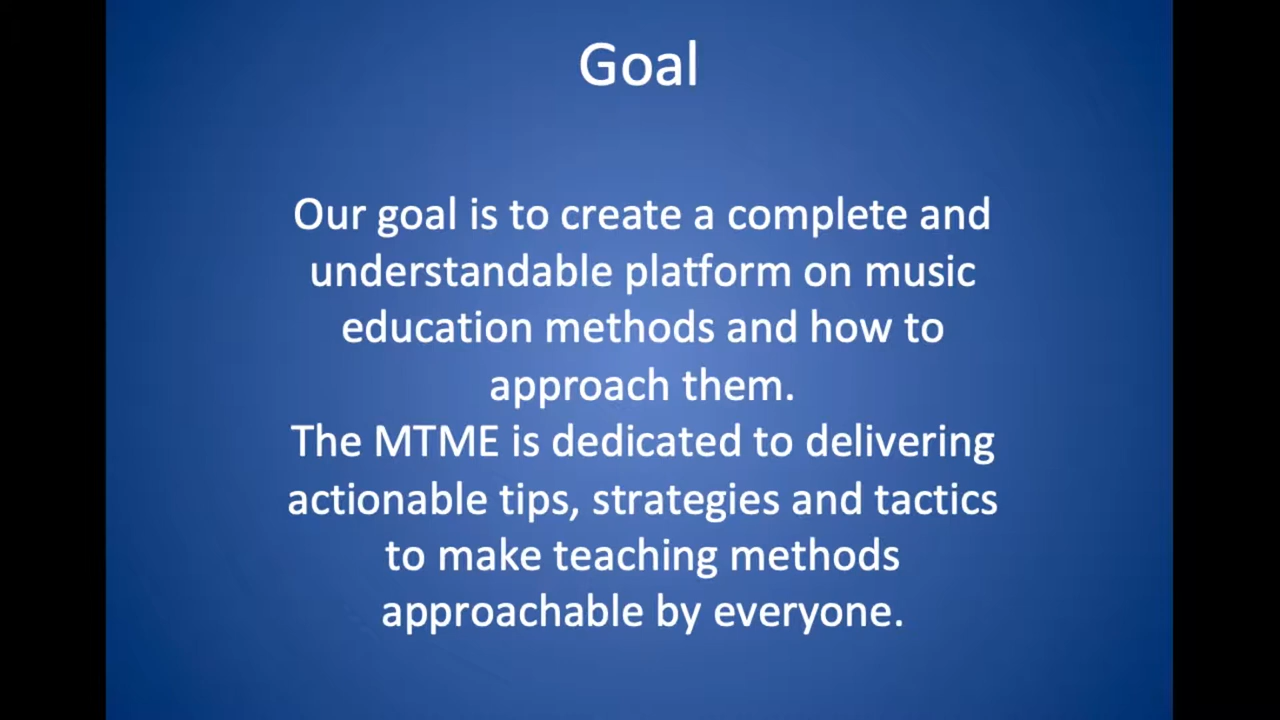 Goal
Our goal is to create a complete and
understandable platform on music
education methods and how to
approach them.
The MTME is dedicated to delivering
actionable tips, strategies and tactics
to make teaching methods
approachable by everyone.